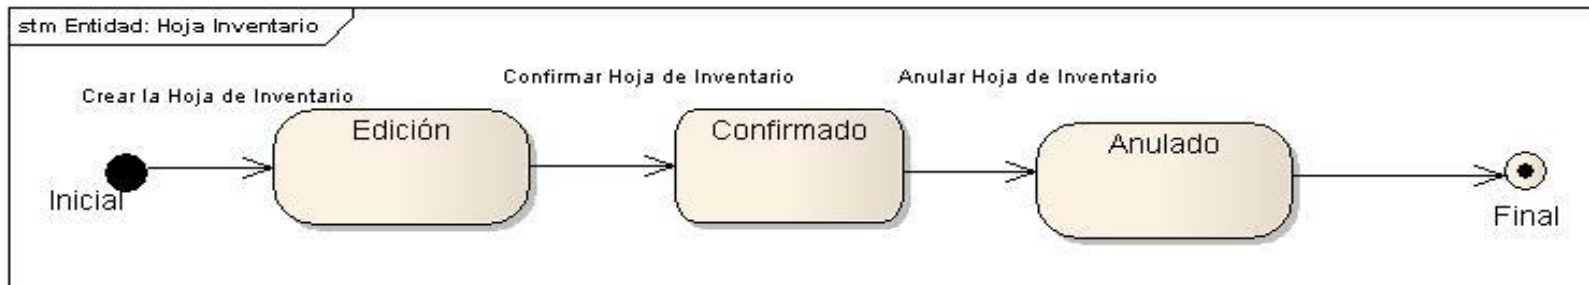 stm Entidad: Hoja Inventario
Crear la Hoja de Inventario
Confirmar Hoja de Inventario
Anular Hoja de Inventario
Inicial
Edición
Confirmado
Anulado
Final